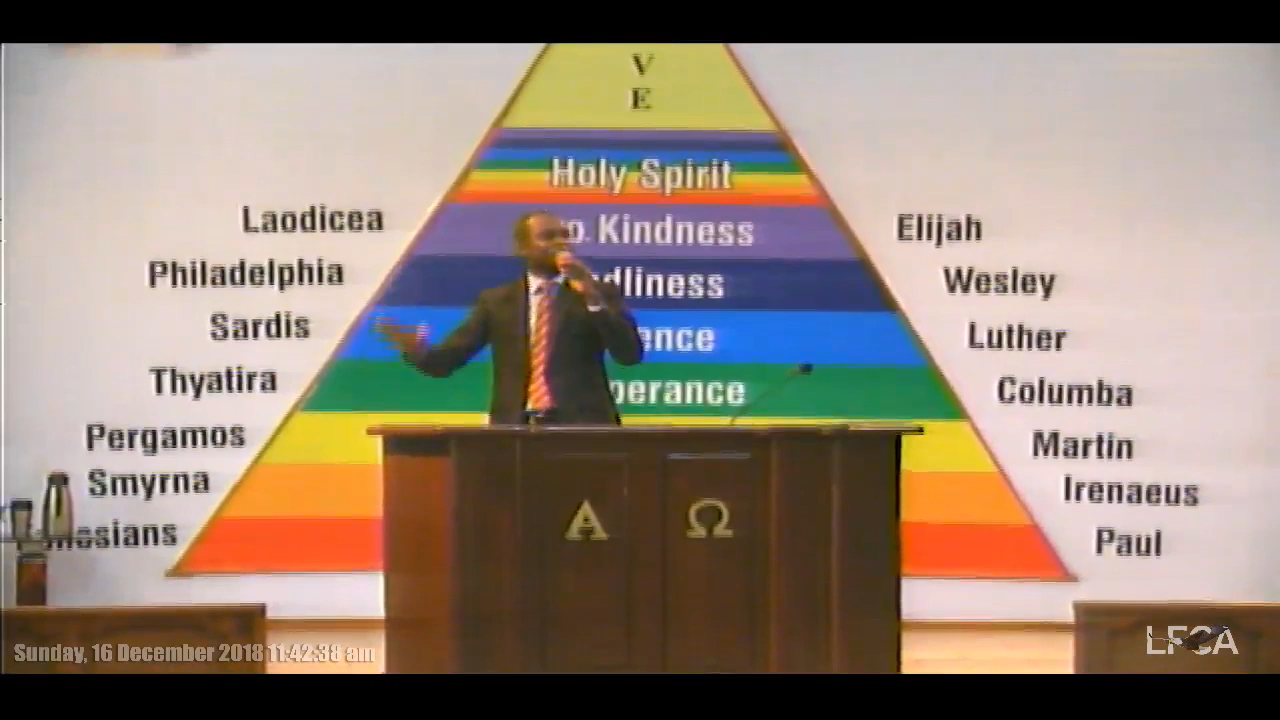 V
E
Holy Spirit
Kindness
Laodicea
Elijah
Philadelphia
Wesley
Sardis
Luther
Thyatira
Columba
Pergamos
Martin
Smyrna
Irenaeus
Paul
Α Ω
Sunday, 16 December 2018 11:42:38 am